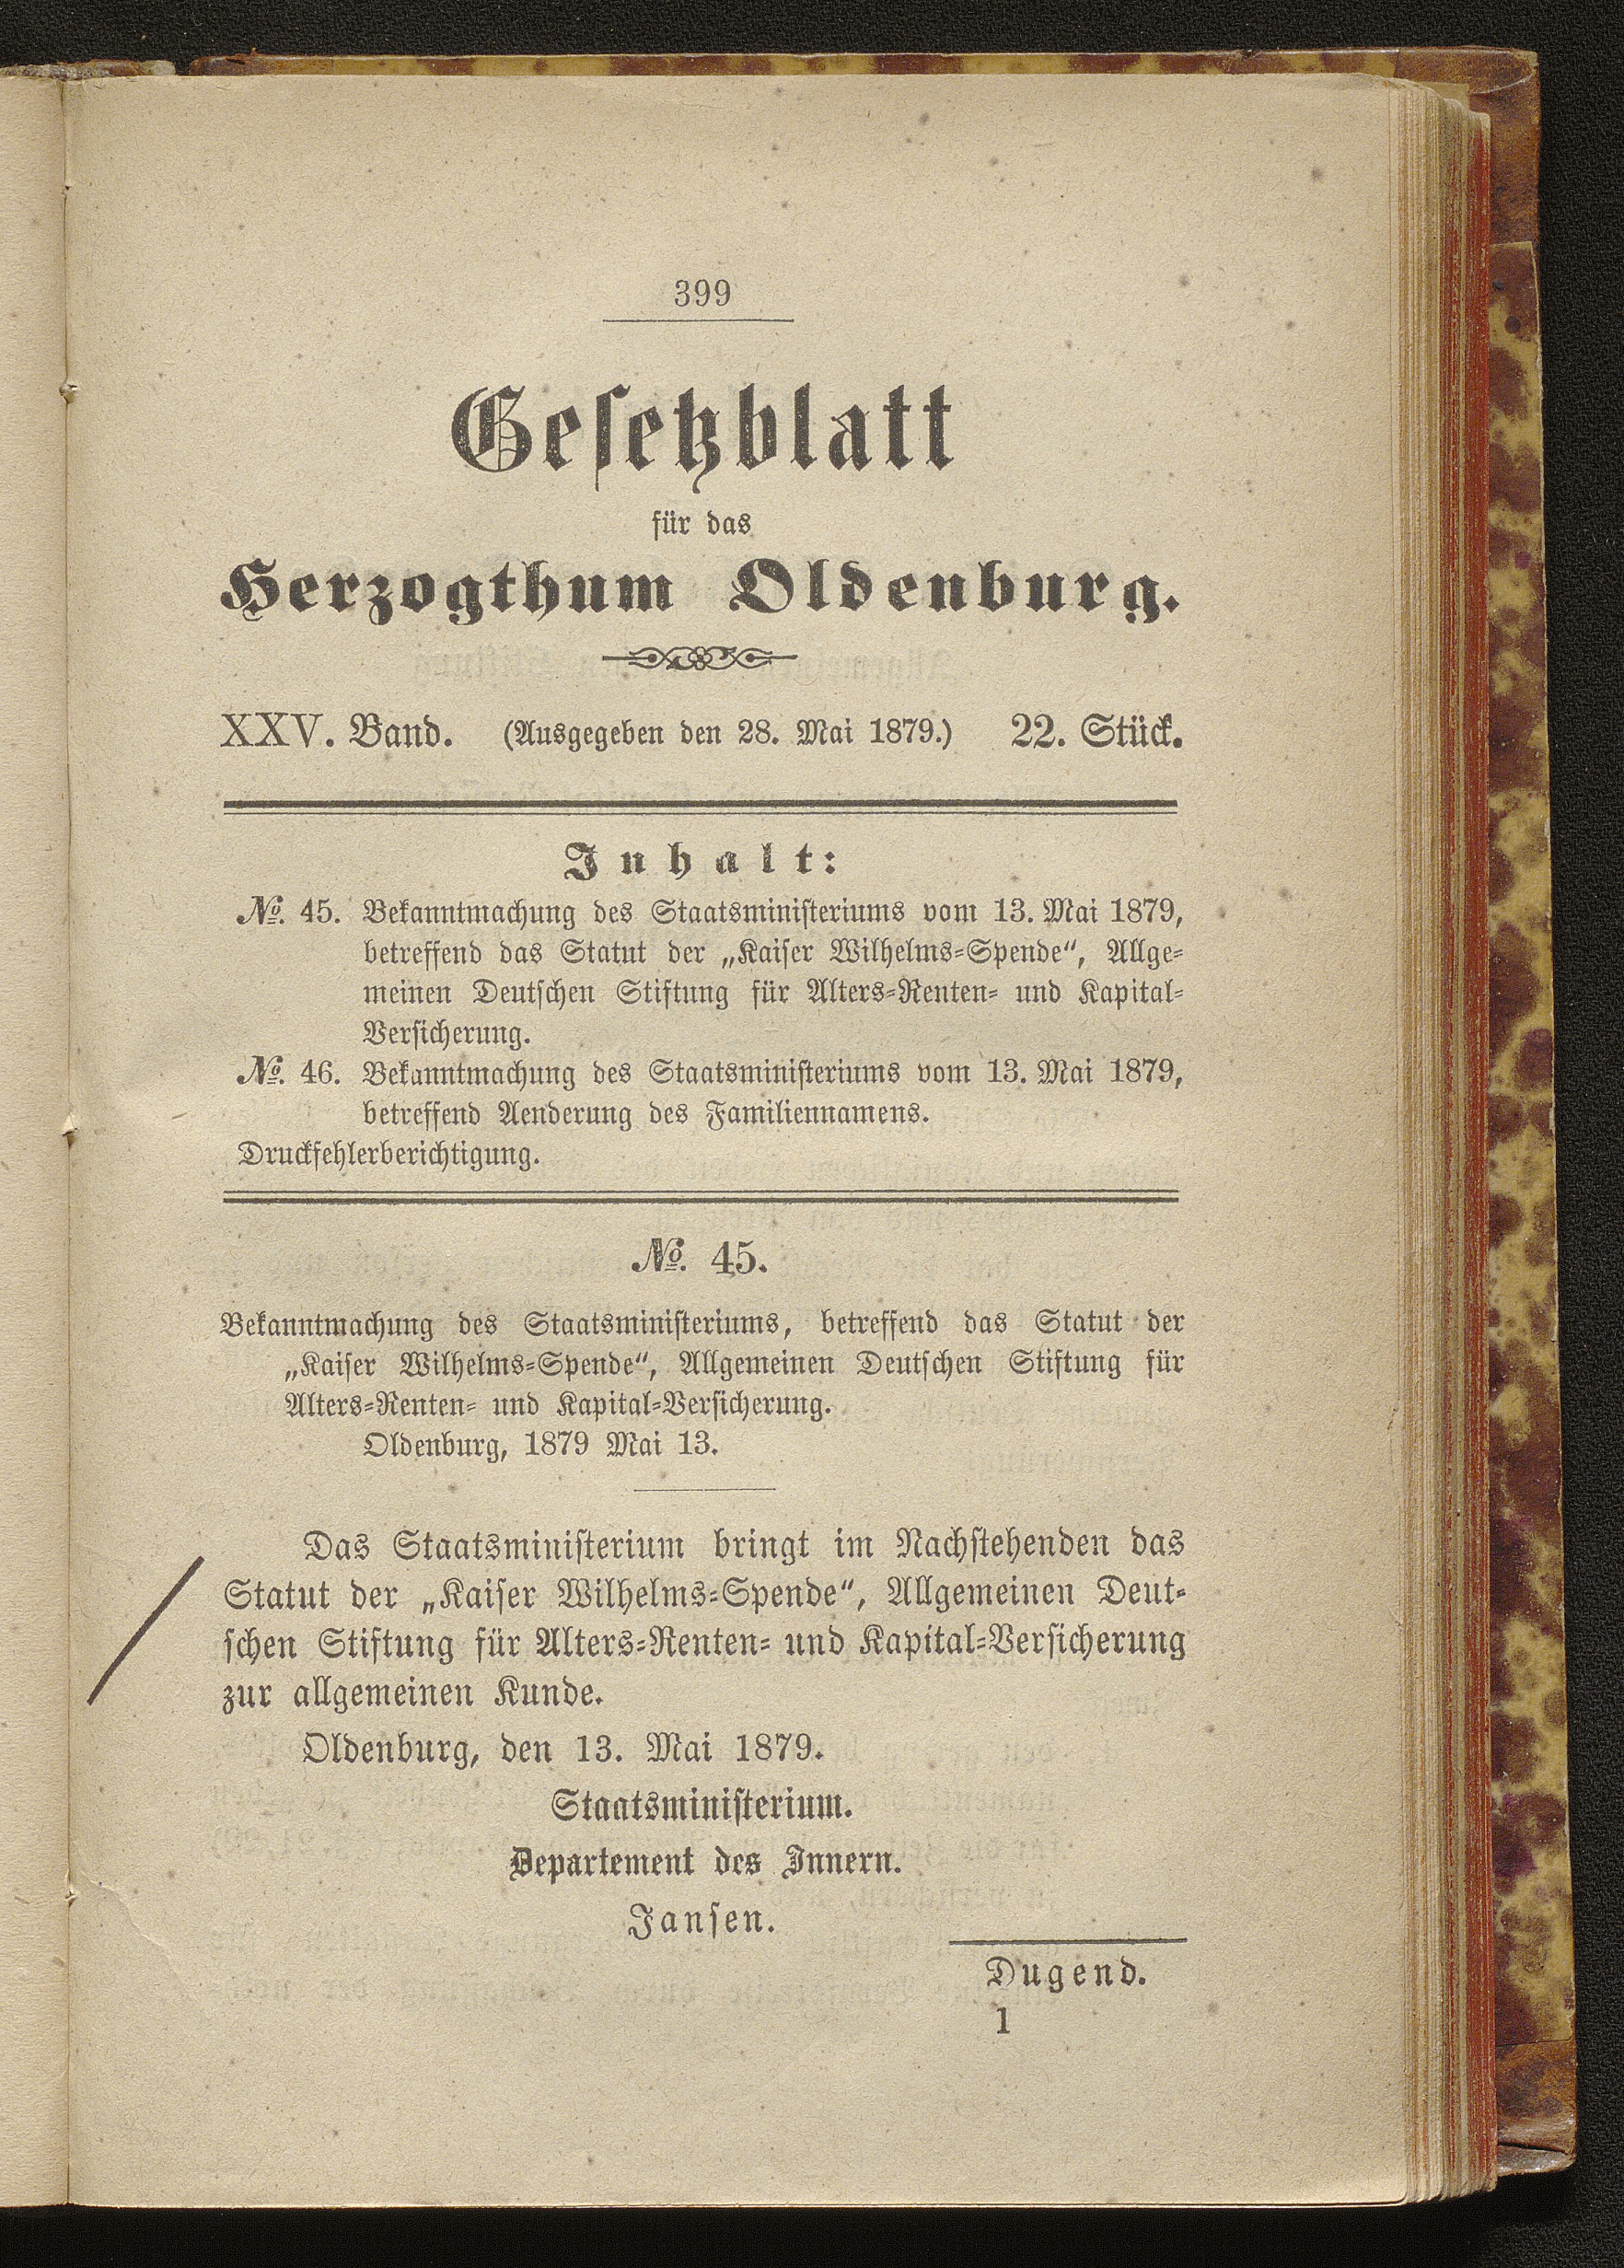 399
Gesetzblatt
für das
Herzogthum Oldenburg.
XXV. Band. (Ausgegeben den 28. Mai 1879.) 22. Stück.
Inhalt:
№. 45. Bekanntmachung des Staatsministeriums vom 13. Mai 1879,
betreffend das Statut der „Kaiser Wilhelms-Spende“, Allge-
meinen Deutschen Stiftung für Alters-Renten- und Kapital-
Versicherung.
№. 46. Bekanntmachung des Staatsministeriums vom 13. Mai 1879,
betreffend Aenderung des Familiennamens.
Druckfehlerberichtigung.
№. 45.
Bekanntmachung des Staatsministeriums, betreffend das Statut der
„Kaiser Wilhelms-Spende“, Allgemeinen Deutschen Stiftung für
Alters-Renten- und Kapital-Versicherung.
Oldenburg, 1879 Mai 13.
Das Staatsministerium bringt im Nachstehenden das
Statut der „Kaiser Wilhelms-Spende“, Allgemeinen Deut-
schen Stiftung für Alters-Renten- und Kapital-Versicherung
zur allgemeinen Kunde.
Oldenburg, den 13. Mai 1879.
Staatsministerium.
Departement des Innern.
Jansen.
Dugend.
1